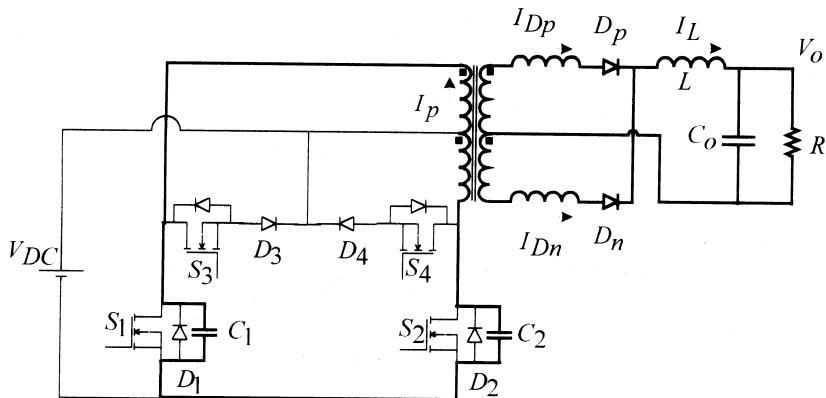 I_Dp
D_p
I_L
V_o
I_p
L
C_o
R
I_Dn
D_n
D_3
D_4
S_3
S_4
V_DC
S_1
C_1
S_2
C_2
D_1
D_2